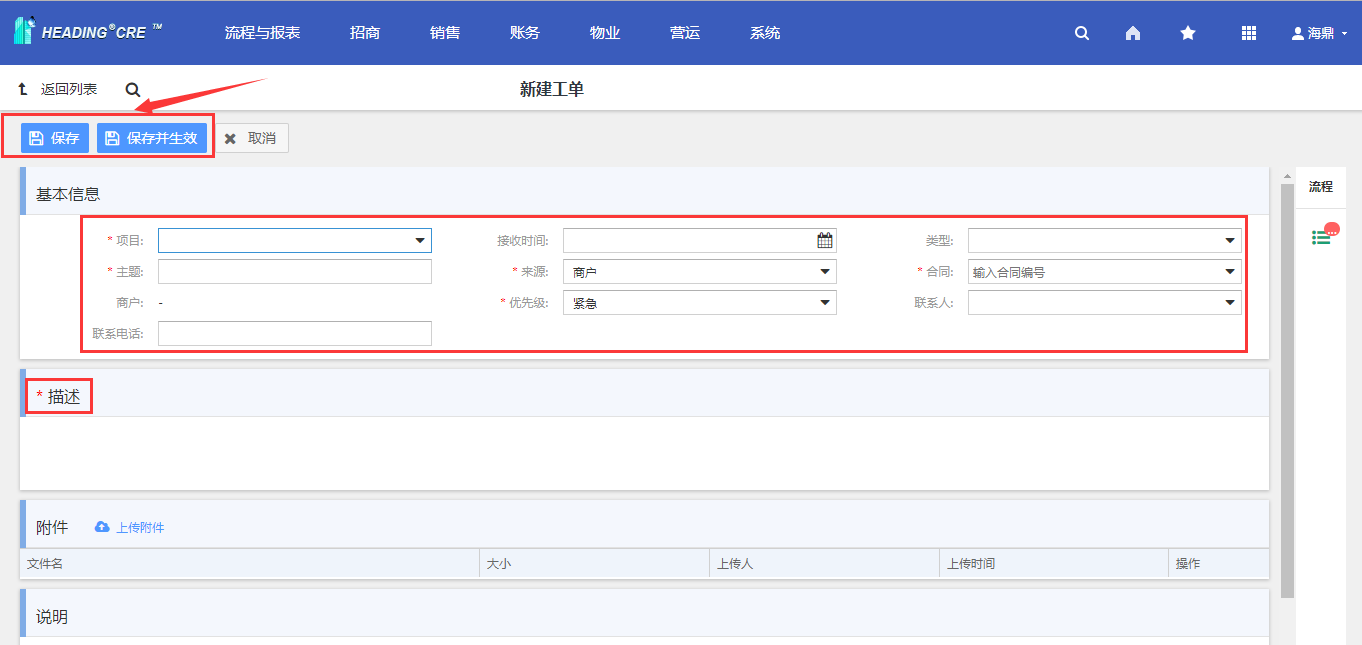 HEADING®CRE ™ 流程与报表 招商 销售 账务 物业 营运 系统 海鼎
返回列表 新建工单
保存 保存并生效 取消
基本信息 流程
* 项目: 接收时间: 类型:
* 主题: * 来源: 商户 * 合同: 输入合同编号
商户: - * 优先级: 紧急 联系人:
联系电话:
* 描述
附件 上传附件
文件名 大小 上传人 上传时间 操作
说明